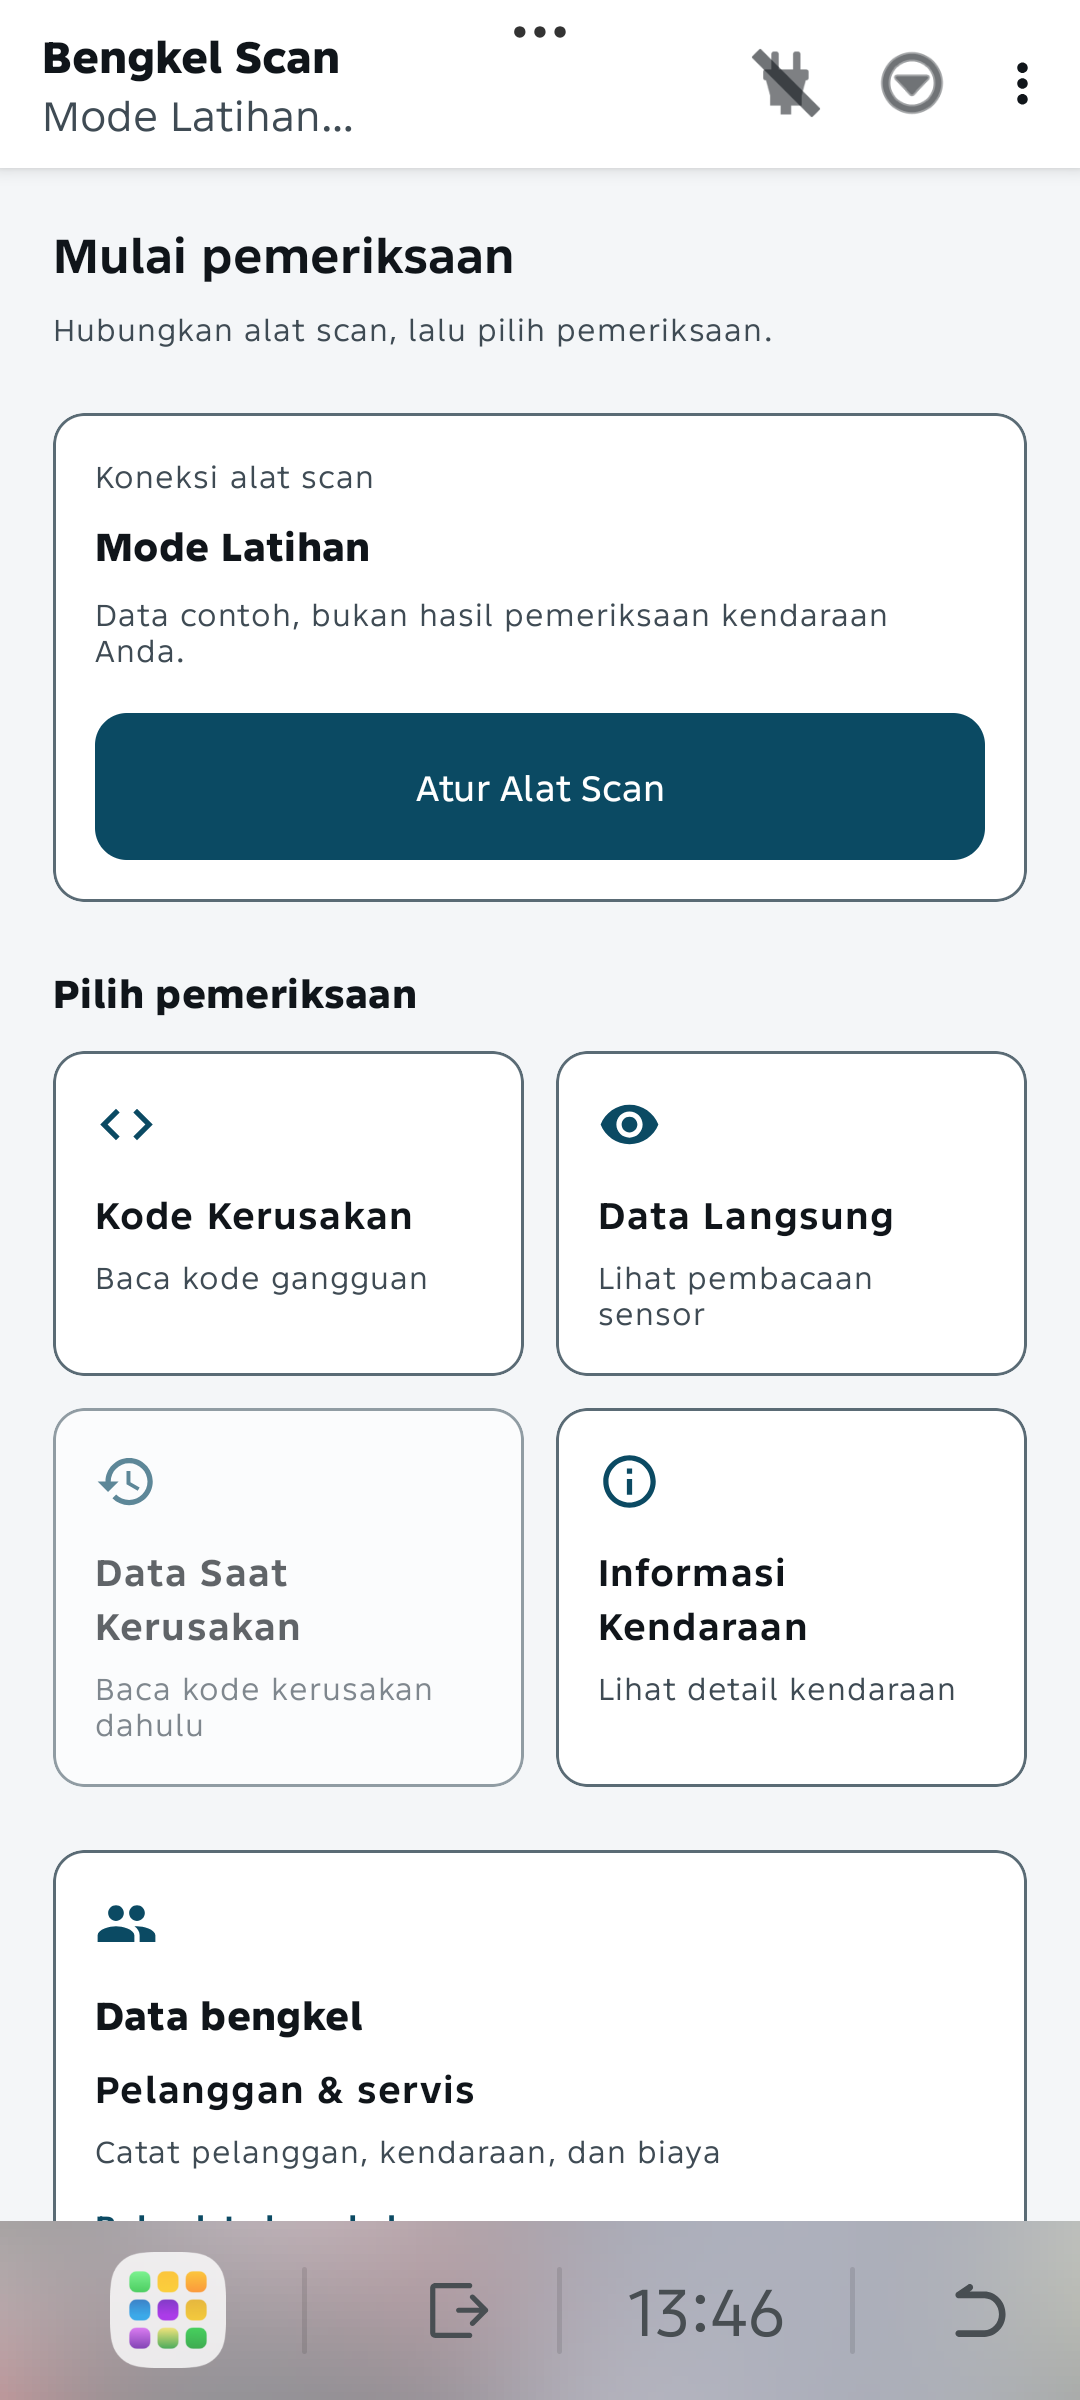 Bengkel Scan
Mode Latihan...
Mulai pemeriksaan
Hubungkan alat scan, lalu pilih pemeriksaan.
Koneksi alat scan
Mode Latihan
Data contoh, bukan hasil pemeriksaan kendaraan
Anda.
Atur Alat Scan
Pilih pemeriksaan
Kode Kerusakan
Baca kode gangguan
Data Langsung
Lihat pembacaan
sensor
Data Saat
Kerusakan
Baca kode kerusakan
dahulu
Informasi
Kendaraan
Lihat detail kendaraan
Data bengkel
Pelanggan & servis
Catat pelanggan, kendaraan, dan biaya
13:46